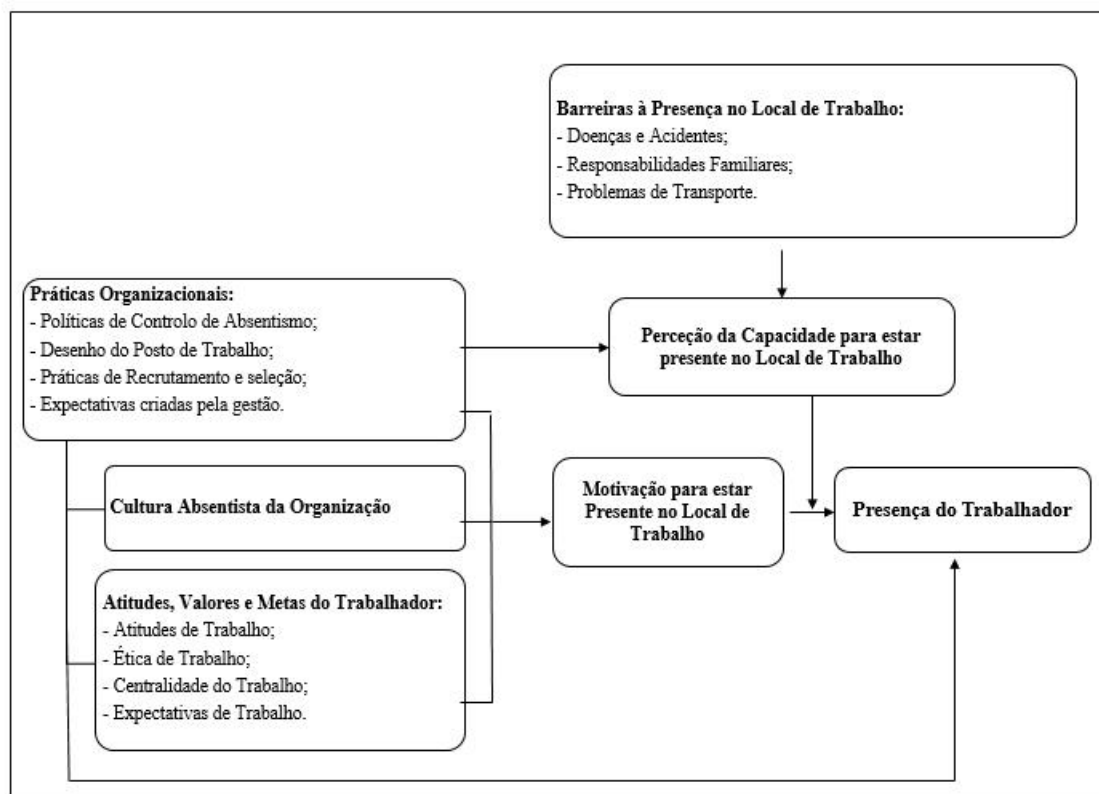 Barreiras à Presença no Local de Trabalho:
- Doenças e Acidentes;
- Responsabilidades Familiares;
- Problemas de Transporte.
Práticas Organizacionais:
- Políticas de Controlo de Absentismo;
- Desenho do Posto de Trabalho;
- Práticas de Recrutamento e seleção;
- Expectativas criadas pela gestão.
Perceção da Capacidade para estar
presente no Local de Trabalho
Cultura Absentista da Organização
Motivação para estar
Presente no Local de
Trabalho
Presença do Trabalhador
Atitudes, Valores e Metas do Trabalhador:
- Atitudes de Trabalho;
- Ética de Trabalho;
- Centralidade do Trabalho;
- Expectativas de Trabalho.